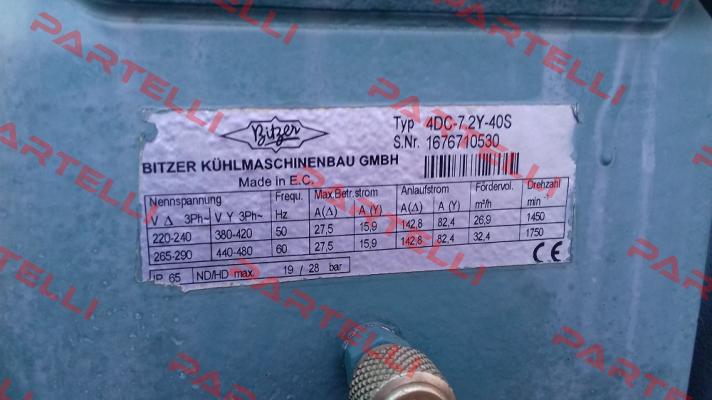 Bitzer
Typ 4DC-7.2Y-40S
S.Nr. 1676710530
BITZER KÜHLMASCHINENBAU GMBH
Made in E.C.
Nennspannung Frequ. Max.Betr.strom Anlaufstrom Fördervol. Drehzahl
V Δ 3Ph~ V Y 3Ph~ Hz A(Δ) A (Y) A(Δ) A (Y) m³/h min
220-240 380-420 50 27,5 15,9 142,8 82,4 26,9 1450
265-290 440-480 60 27,5 15,9 142,8 82,4 32,4 1750
IP 65 ND/HD max. 19 / 28 bar CE
PARTELLI
PARTELLI
PARTELLI
PARTELLI
PARTELLI
PARTELLI